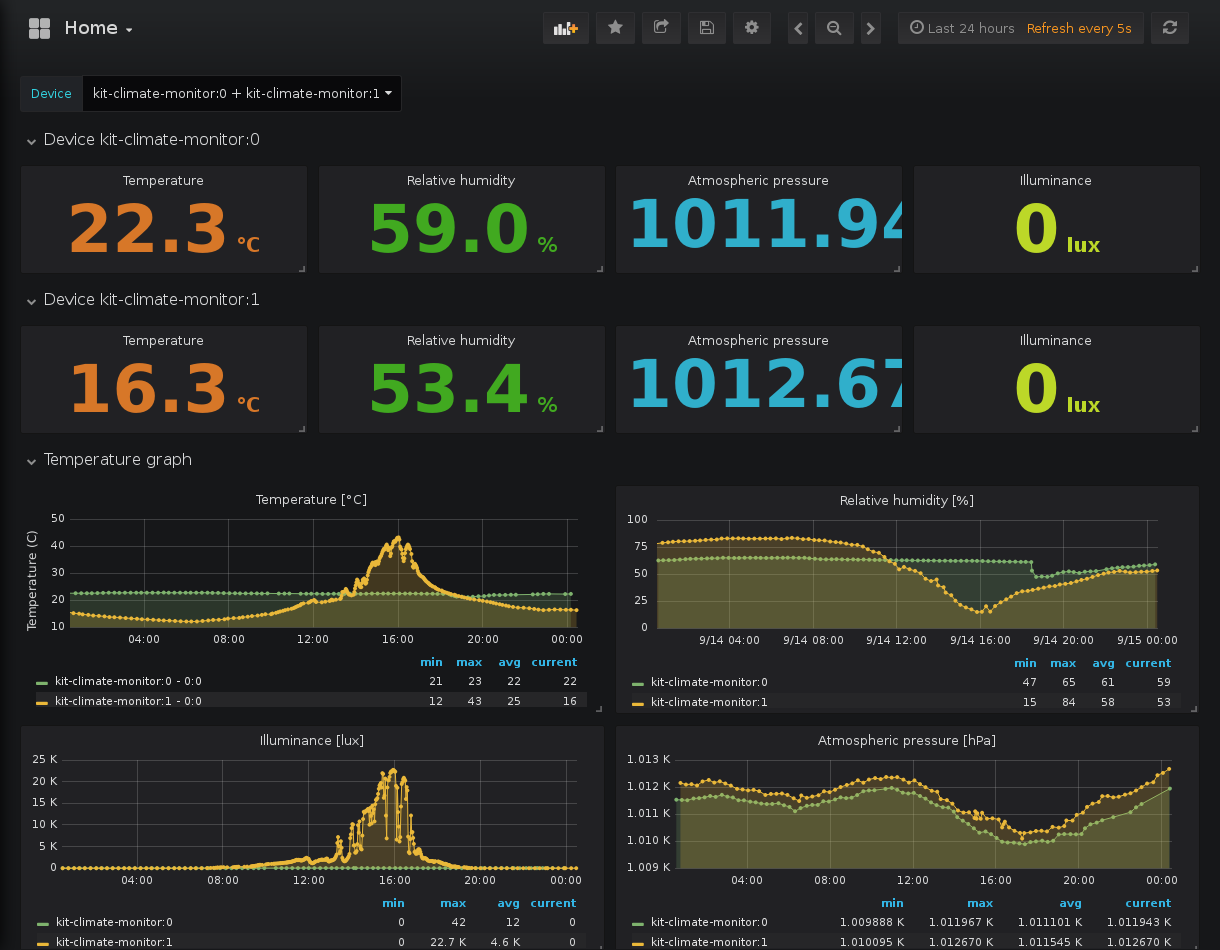 Home
Last 24 hours Refresh every 5s
Device kit-climate-monitor:0 + kit-climate-monitor:1
Device kit-climate-monitor:0
Temperature Relative humidity Atmospheric pressure Illuminance
22.3 °C 59.0 % 1011.94 0 lux
Device kit-climate-monitor:1
Temperature Relative humidity Atmospheric pressure Illuminance
16.3 °C 53.4 % 1012.67 0 lux
Temperature graph
Temperature [°C]
Temperature (C)
50
40
30
20
10
04:00 08:00 12:00 16:00 20:00 00:00
min max avg current
kit-climate-monitor:0 - 0:0 21 23 22 22
kit-climate-monitor:1 - 0:0 12 43 25 16
Relative humidity [%]
100
75
50
25
0
9/14 04:00 9/14 08:00 9/14 12:00 9/14 16:00 9/14 20:00 9/15 00:00
min max avg current
kit-climate-monitor:0 47 65 61 59
kit-climate-monitor:1 15 84 58 53
Illuminance [lux]
25 K
20 K
15 K
10 K
5 K
0
04:00 08:00 12:00 16:00 20:00 00:00
min max avg current
kit-climate-monitor:0 0 42 12 0
kit-climate-monitor:1 0 22.7 K 4.6 K 0
Atmospheric pressure [hPa]
1.013 K
1.012 K
1.011 K
1.010 K
1.009 K
04:00 08:00 12:00 16:00 20:00 00:00
min max avg current
kit-climate-monitor:0 1.009888 K 1.011967 K 1.011101 K 1.011943 K
kit-climate-monitor:1 1.010095 K 1.012670 K 1.011545 K 1.012670 K